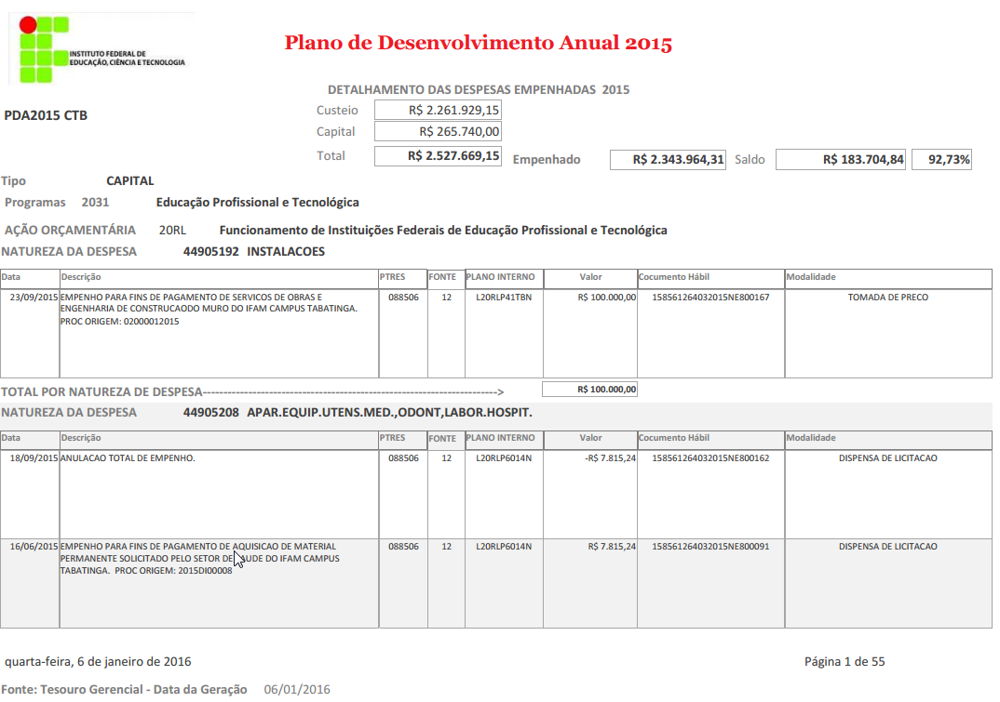 INSTITUTO FEDERAL DE
EDUCAÇÃO, CIÊNCIA E TECNOLOGIA
Plano de Desenvolvimento Anual 2015
DETALHAMENTO DAS DESPESAS EMPENHADAS 2015
PDA2015 CTB
Custeio R$ 2.261.929,15
Capital R$ 265.740,00
Total R$ 2.527.669,15 Empenhado R$ 2.343.964,31 Saldo R$ 183.704,84 92,73%
Tipo CAPITAL
Programas 2031 Educação Profissional e Tecnológica
AÇÃO ORÇAMENTÁRIA 20RL Funcionamento de Instituições Federais de Educação Profissional e Tecnológica
NATUREZA DA DESPESA 44905192 INSTALACOES
Data Descrição PTRES FONTE PLANO INTERNO Valor Cocumento Hábil Modalidade
23/09/2015 EMPENHO PARA FINS DE PAGAMENTO DE SERVICOS DE OBRAS E 088506 12 L20RLP41TBN R$ 100.000,00 158561264032015NE800167 TOMADA DE PRECO
ENGENHARIA DE CONSTRUCAODO MURO DO IFAM CAMPUS TABATINGA.
PROC ORIGEM: 02000012015
TOTAL POR NATUREZA DE DESPESA-----------------------------------------------------------------------> R$ 100.000,00
NATUREZA DA DESPESA 44905208 APAR.EQUIP.UTENS.MED.,ODONT,LABOR.HOSPIT.
Data Descrição PTRES FONTE PLANO INTERNO Valor Cocumento Hábil Modalidade
18/09/2015 ANULACAO TOTAL DE EMPENHO. 088506 12 L20RLP6014N -R$ 7.815,24 158561264032015NE800162 DISPENSA DE LICITACAO
16/06/2015 EMPENHO PARA FINS DE PAGAMENTO DE AQUISICAO DE MATERIAL 088506 12 L20RLP6014N R$ 7.815,24 158561264032015NE800091 DISPENSA DE LICITACAO
PERMANENTE SOLICITADO PELO SETOR DE SAUDE DO IFAM CAMPUS
TABATINGA. PROC ORIGEM: 2015DI00008
quarta-feira, 6 de janeiro de 2016 Página 1 de 55
Fonte: Tesouro Gerencial - Data da Geração 06/01/2016